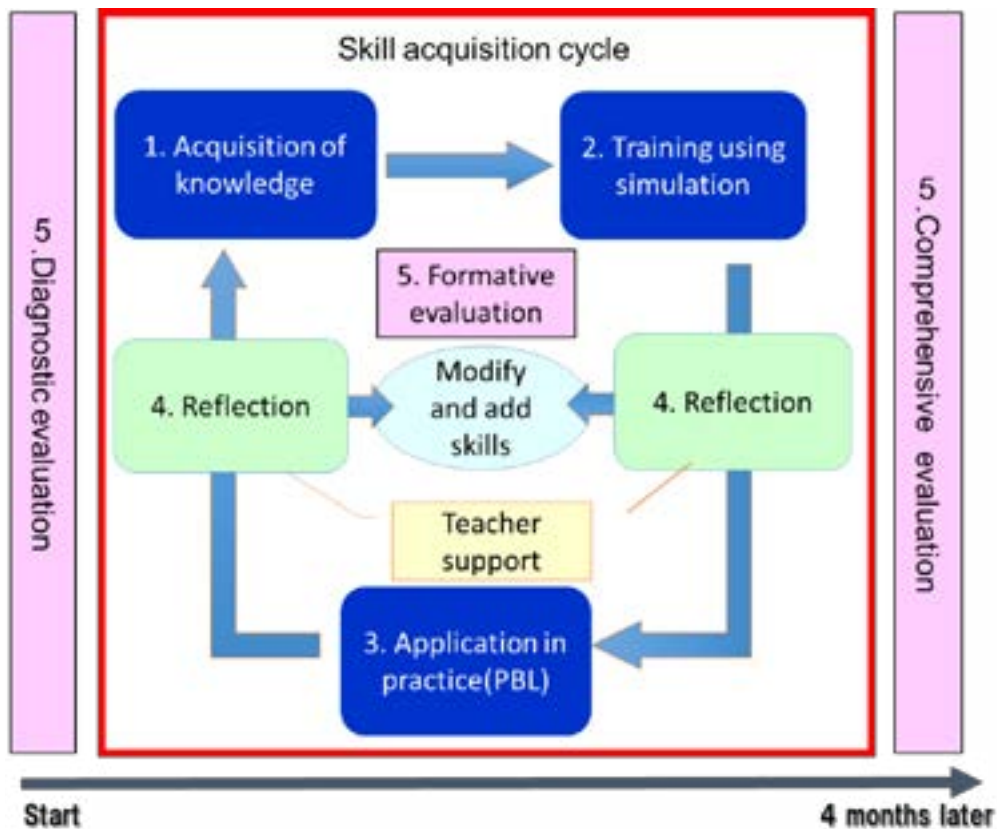 Skill acquisition cycle
1. Acquisition of
knowledge
2. Training using
simulation
5. Formative
evaluation
4. Reflection
Modify
and add
skills
4. Reflection
Teacher
support
3. Application in
practice(PBL)
5.Diagnostic evaluation
5.Comprehensive evaluation
Start
4 months later